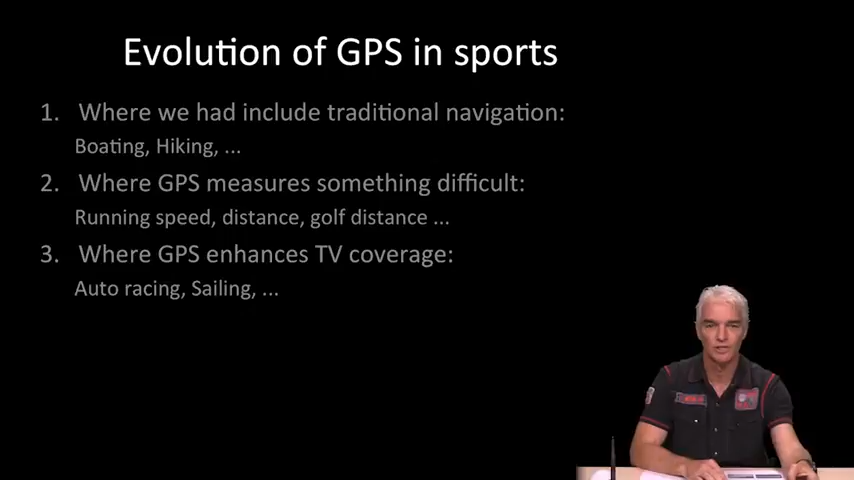 Evolution of GPS in sports
1. Where we had include traditional navigation:
Boating, Hiking, ...
2. Where GPS measures something difficult:
Running speed, distance, golf distance ...
3. Where GPS enhances TV coverage:
Auto racing, Sailing, ...